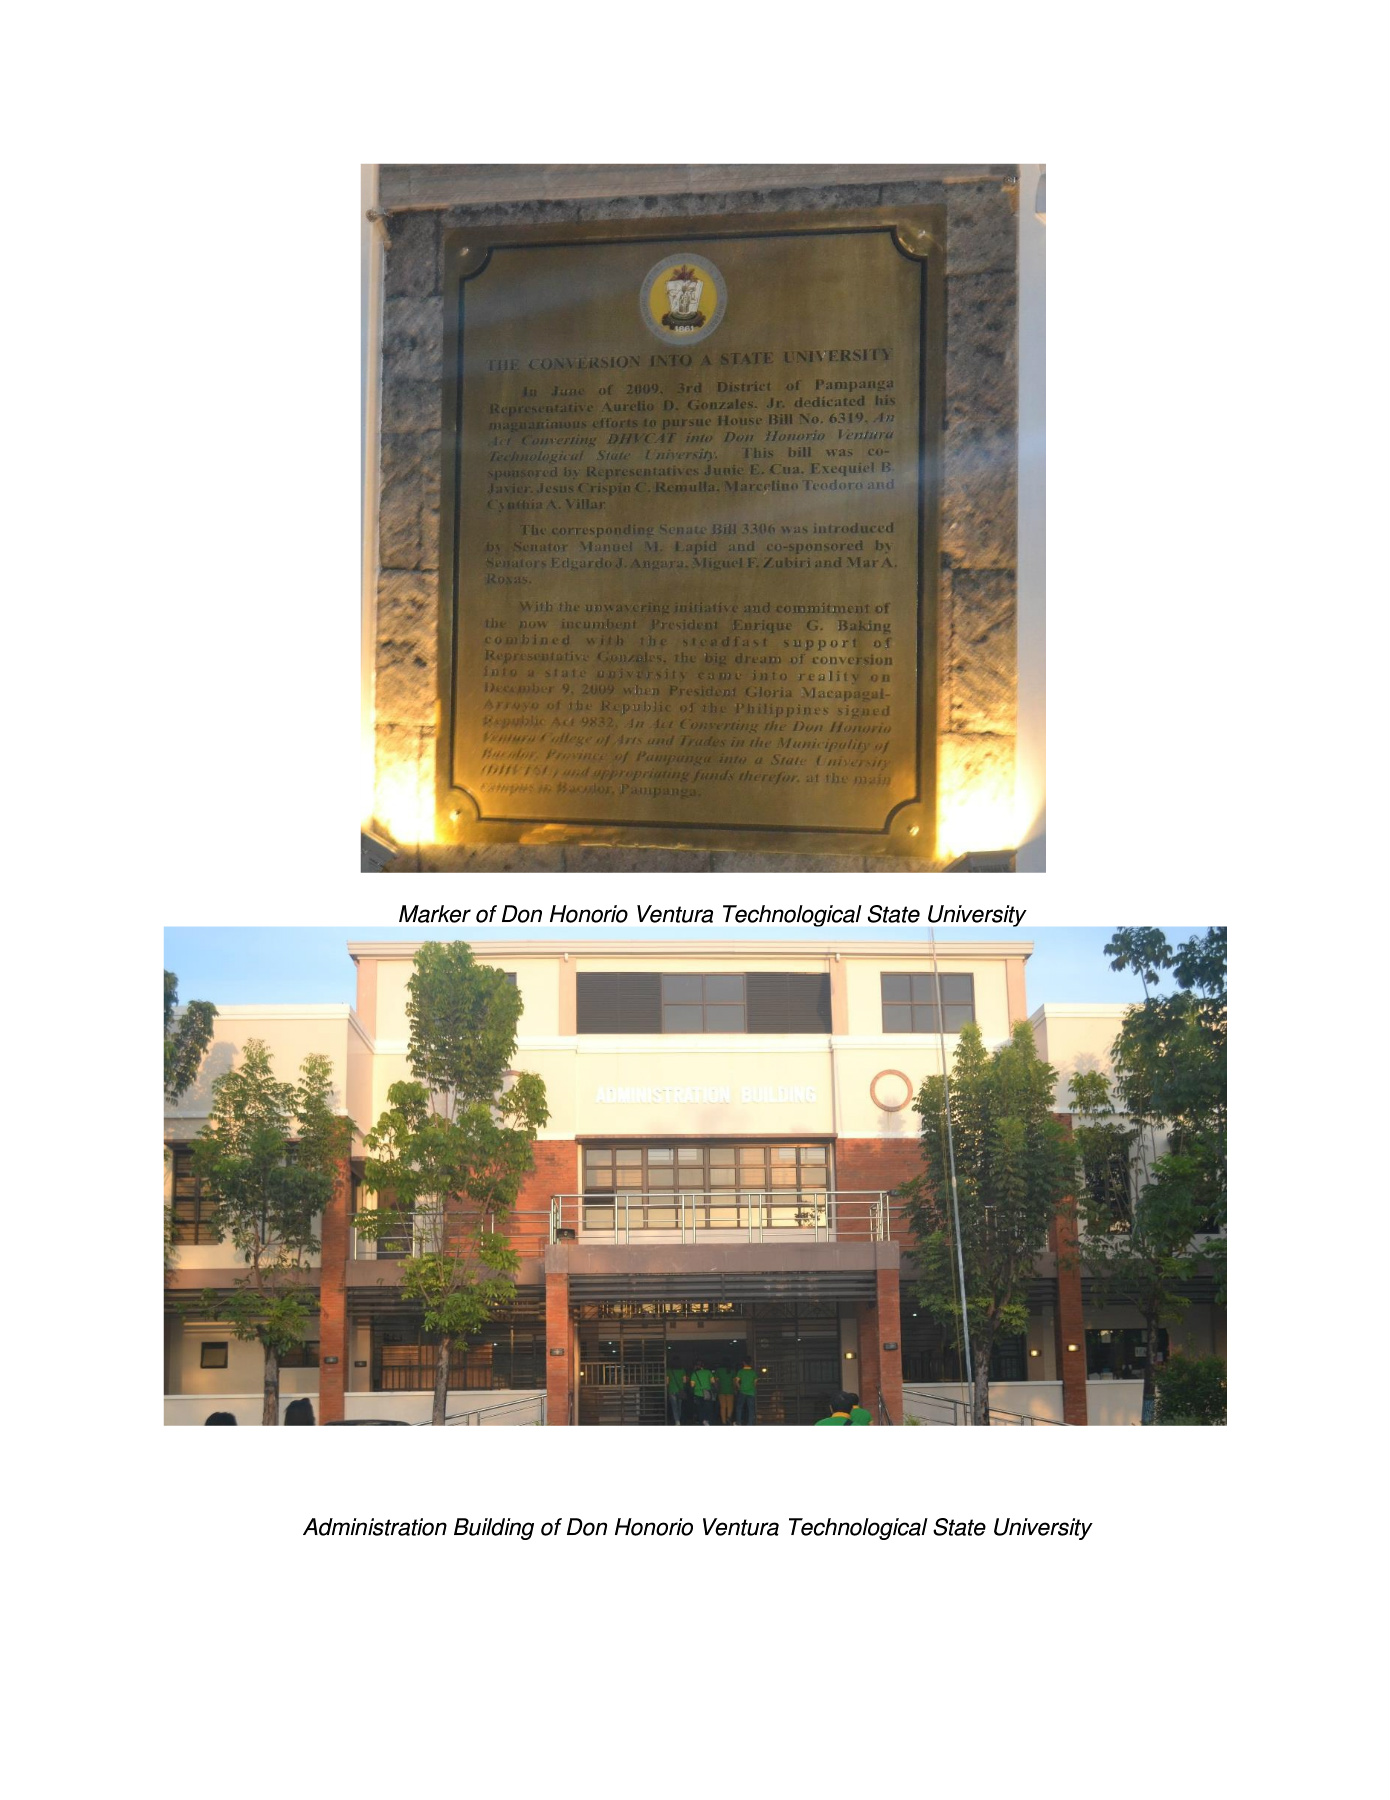 1861
THE CONVERSION INTO A STATE UNIVERSITY
In June of 2009, 3rd District of Pampanga
Representative Aurelio D. Gonzales, Jr. dedicated his
magnanimous efforts to pursue House Bill No. 6319, An
Act Converting DHVCAT into Don Honorio Ventura
Technological State University. This bill was co-
sponsored by Representatives Junie E. Cua, Exequiel B.
Javier, Jesus Crispin C. Remulla, Marcelino Teodoro and
Cynthia A. Villar
The corresponding Senate Bill 3306 was introduced
by Senator Manuel M. Lapid and co-sponsored by
Senators Edgardo J. Angara, Miguel F. Zubiri and Mar A.
Roxas.
With the unwavering initiative and commitment of
the now incumbent President Enrique G. Baking
combined with the steadfast support of
Representative Gonzales, the big dream of conversion
into a state university came into reality on
December 9, 2009 when President Gloria Macapagal-
Arroyo of the Republic of the Philippines signed
Republic Act 9832, An Act Converting the Don Honorio
Ventura College of Arts and Trades in the Municipality of
Bacolor, Province of Pampanga into a State University
(DHVTSU) and appropriating funds therefor, at the main
campus in Bacolor, Pampanga.
Marker of Don Honorio Ventura Technological State University
ADMINISTRATION BUILDING
Administration Building of Don Honorio Ventura Technological State University